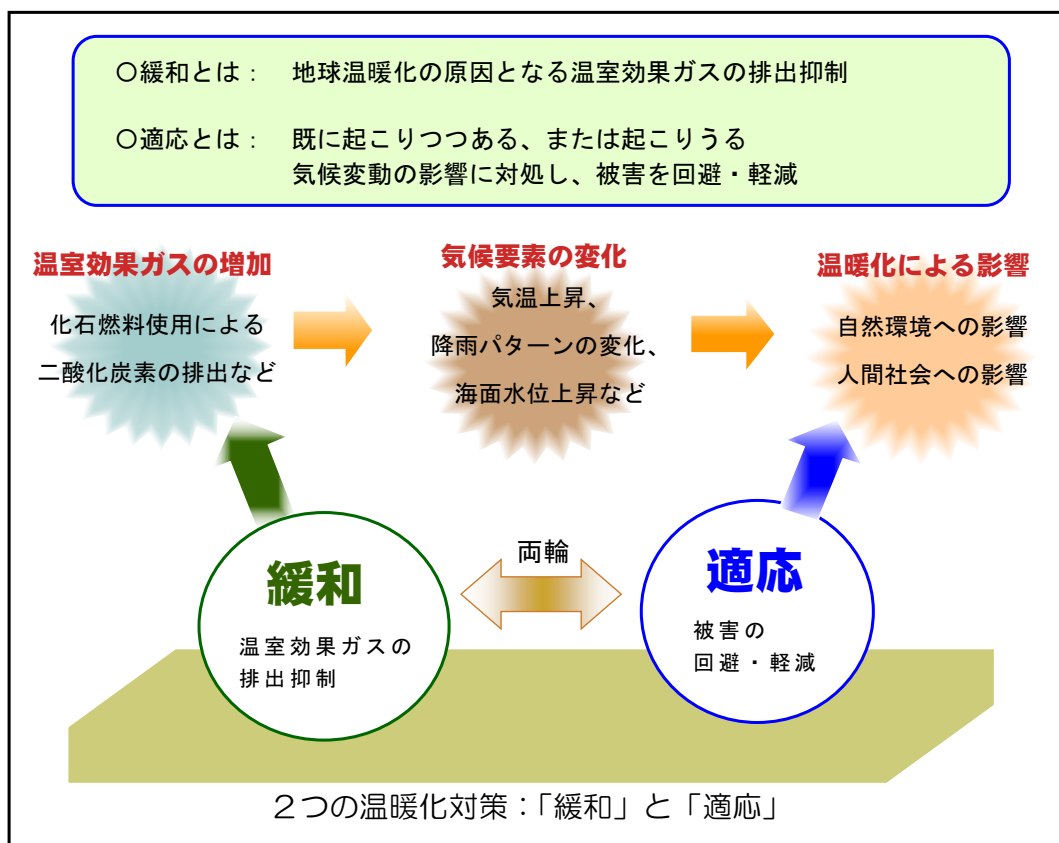 〇緩和とは： 地球温暖化の原因となる温室効果ガスの排出抑制
〇適応とは： 既に起こりつつある、または起こりうる
気候変動の影響に対処し、被害を回避・軽減
温室効果ガスの増加
化石燃料使用による
二酸化炭素の排出など
気候要素の変化
気温上昇、
降雨パターンの変化、
海面水位上昇など
温暖化による影響
自然環境への影響
人間社会への影響
緩和
温室効果ガスの
排出抑制
両輪
適応
被害の
回避・軽減
２つの温暖化対策：「緩和」と「適応」